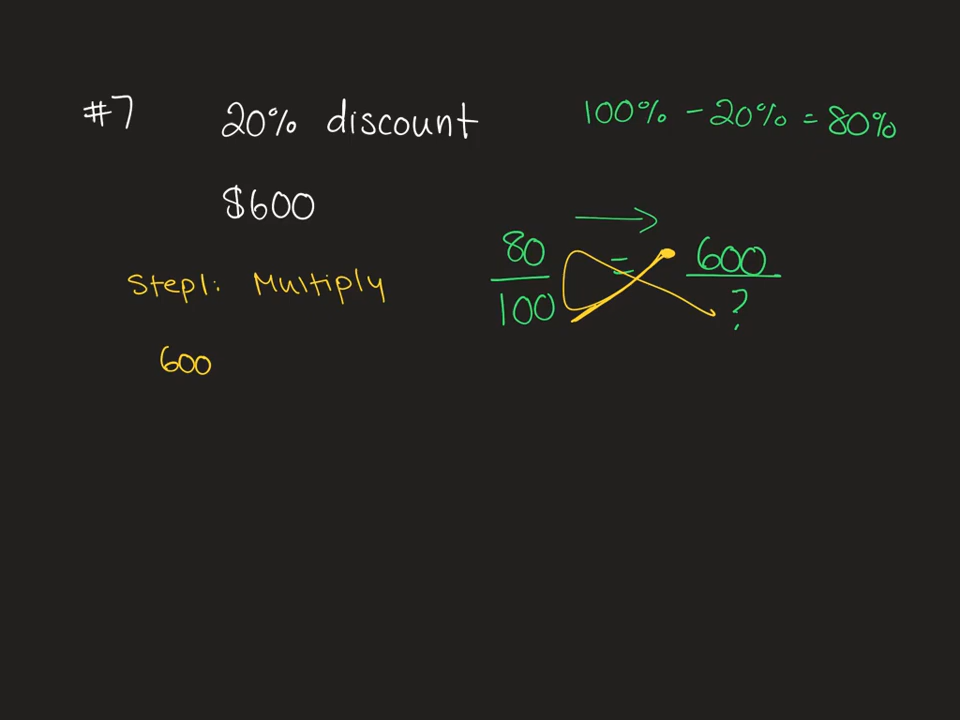 #7 20% discount 100% - 20% = 80%
$600
80/100 = 600/?
Step1: Multiply
600